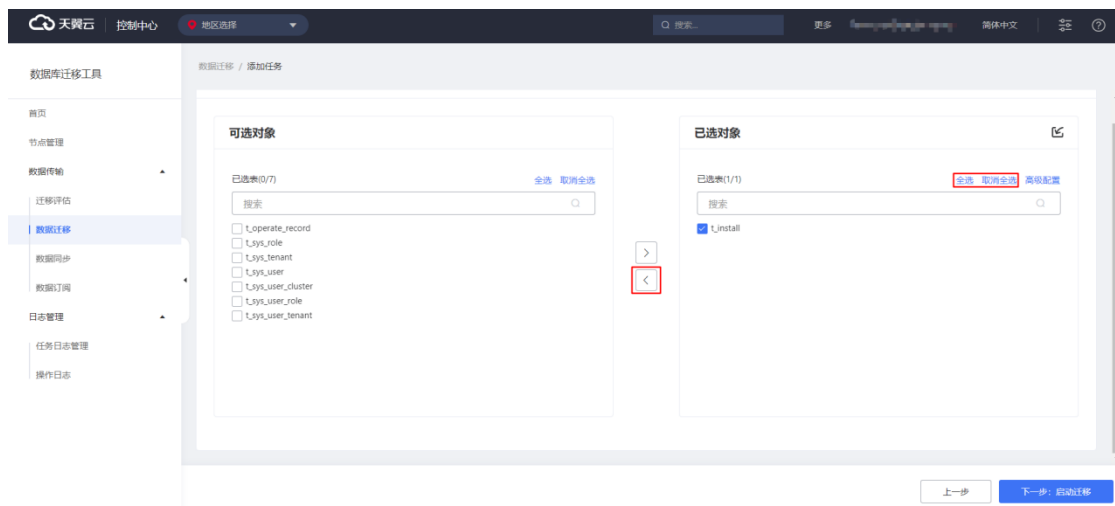 天翼云 控制中心 地区选择 搜索... 更多 简体中文
数据库迁移工具
数据迁移 / 添加任务
首页
节点管理
数据传输
迁移评估
数据迁移
数据同步
数据订阅
日志管理
任务日志管理
操作日志
可选对象
已选表(0/7) 全选 取消全选
搜索
t_operate_record
t_sys_role
t_sys_tenant
t_sys_user
t_sys_user_cluster
t_sys_user_role
t_sys_user_tenant
已选对象
已选表(1/1) 全选 取消全选 高级配置
搜索
t_install
上一步 下一步：启动迁移